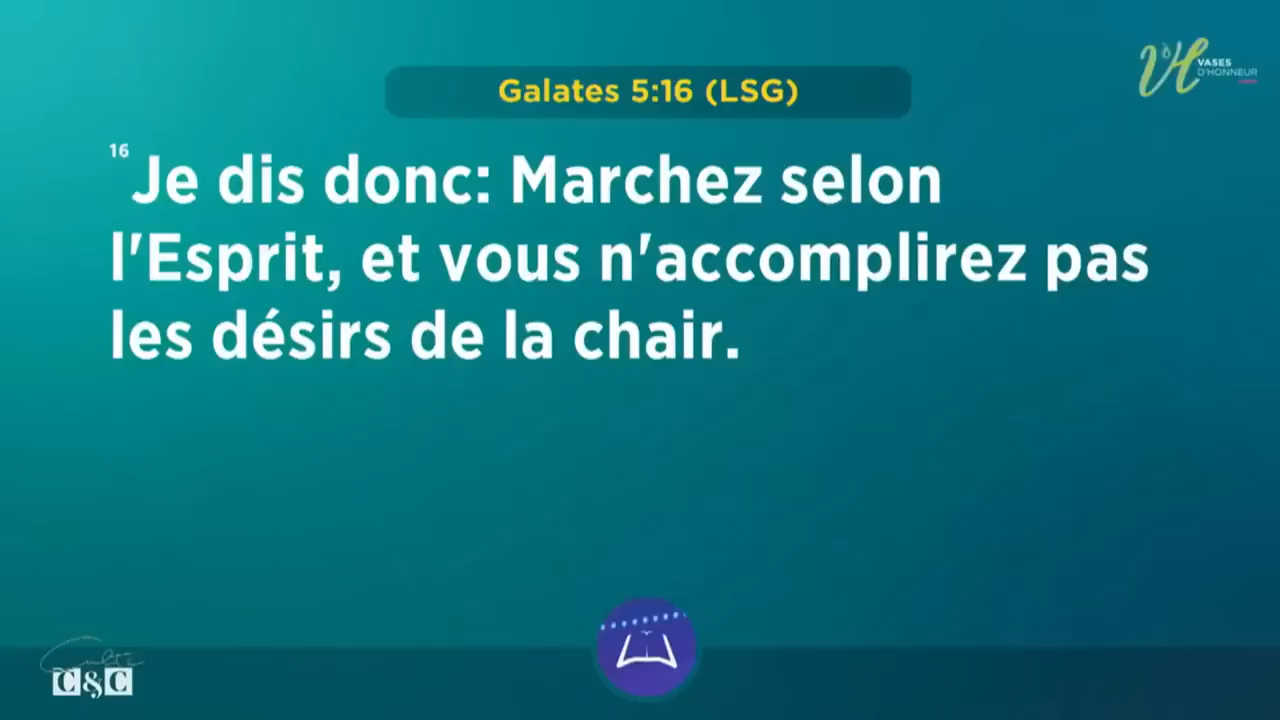 VASES
D'HONNEUR
Galates 5:16 (LSG)
16 Je dis donc: Marchez selon
l'Esprit, et vous n'accomplirez pas
les désirs de la chair.
Culte
C&C